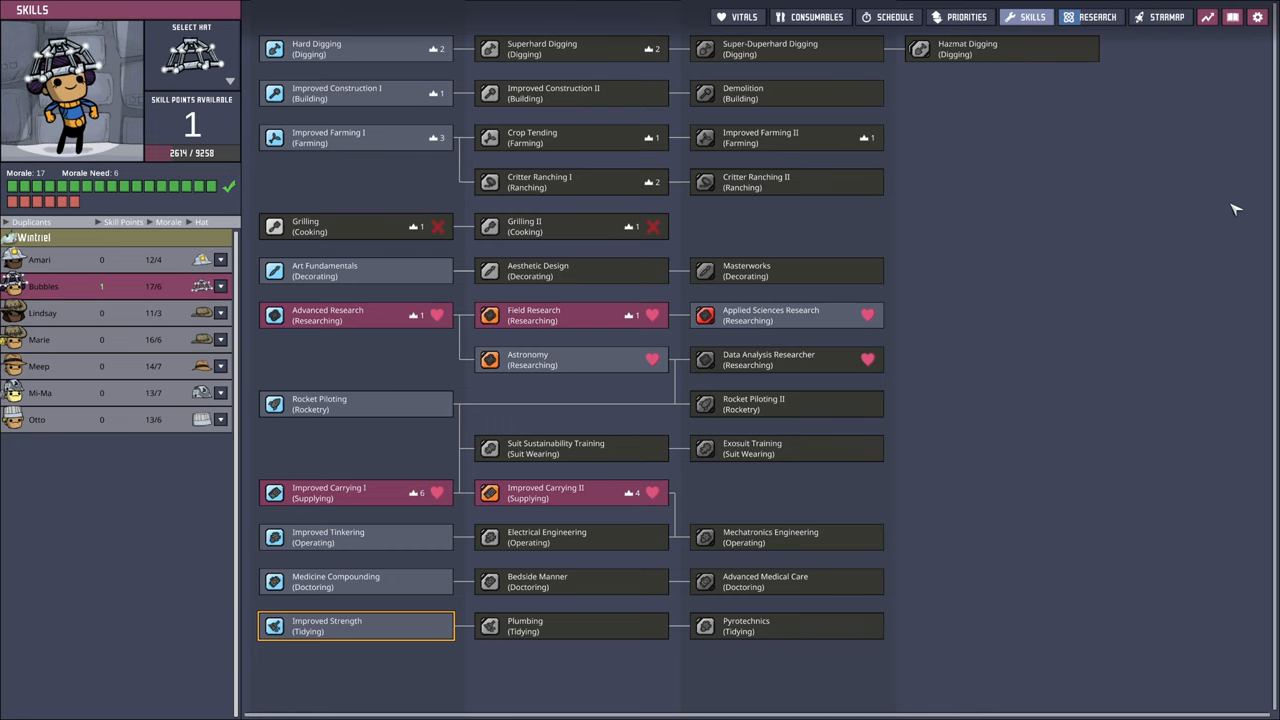 SKILLS
VITALS
CONSUMABLES
SCHEDULE
PRIORITIES
SKILLS
RESEARCH
STARMAP
SELECT HAT
SKILL POINTS AVAILABLE
1
2614 / 9258
Morale: 17 Morale Need: 6
Duplicants Skill Points Morale Hat
Wintriel
Amari 0 12/4
Bubbles 1 17/6
Lindsay 0 11/3
Marie 0 16/6
Meep 0 14/7
Mi-Ma 0 13/7
Otto 0 13/6
Hard Digging
(Digging)
2
Superhard Digging
(Digging)
2
Super-Duperhard Digging
(Digging)
Hazmat Digging
(Digging)
Improved Construction I
(Building)
1
Improved Construction II
(Building)
Demolition
(Building)
Improved Farming I
(Farming)
3
Crop Tending
(Farming)
1
Improved Farming II
(Farming)
1
Critter Ranching I
(Ranching)
2
Critter Ranching II
(Ranching)
Grilling
(Cooking)
1
Grilling II
(Cooking)
1
Art Fundamentals
(Decorating)
Aesthetic Design
(Decorating)
Masterworks
(Decorating)
Advanced Research
(Researching)
1
Field Research
(Researching)
1
Applied Sciences Research
(Researching)
Astronomy
(Researching)
Data Analysis Researcher
(Researching)
Rocket Piloting
(Rocketry)
Rocket Piloting II
(Rocketry)
Suit Sustainability Training
(Suit Wearing)
Exosuit Training
(Suit Wearing)
Improved Carrying I
(Supplying)
6
Improved Carrying II
(Supplying)
4
Improved Tinkering
(Operating)
Electrical Engineering
(Operating)
Mechatronics Engineering
(Operating)
Medicine Compounding
(Doctoring)
Bedside Manner
(Doctoring)
Advanced Medical Care
(Doctoring)
Improved Strength
(Tidying)
Plumbing
(Tidying)
Pyrotechnics
(Tidying)